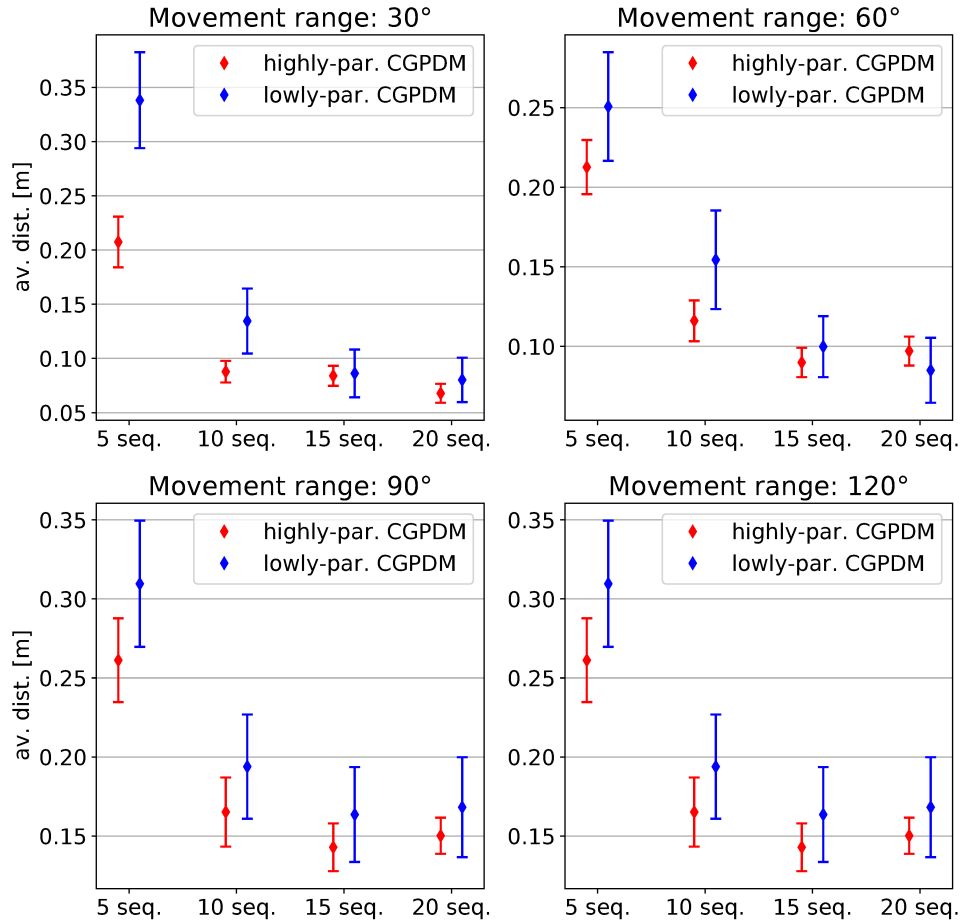 Movement range: 30°
highly-par. CGPDM
lowly-par. CGPDM
av. dist. [m]
0.35
0.30
0.25
0.20
0.15
0.10
0.05
5 seq. 10 seq. 15 seq. 20 seq.
Movement range: 60°
highly-par. CGPDM
lowly-par. CGPDM
0.25
0.20
0.15
0.10
5 seq. 10 seq. 15 seq. 20 seq.
Movement range: 90°
highly-par. CGPDM
lowly-par. CGPDM
av. dist. [m]
0.35
0.30
0.25
0.20
0.15
5 seq. 10 seq. 15 seq. 20 seq.
Movement range: 120°
highly-par. CGPDM
lowly-par. CGPDM
0.35
0.30
0.25
0.20
0.15
5 seq. 10 seq. 15 seq. 20 seq.